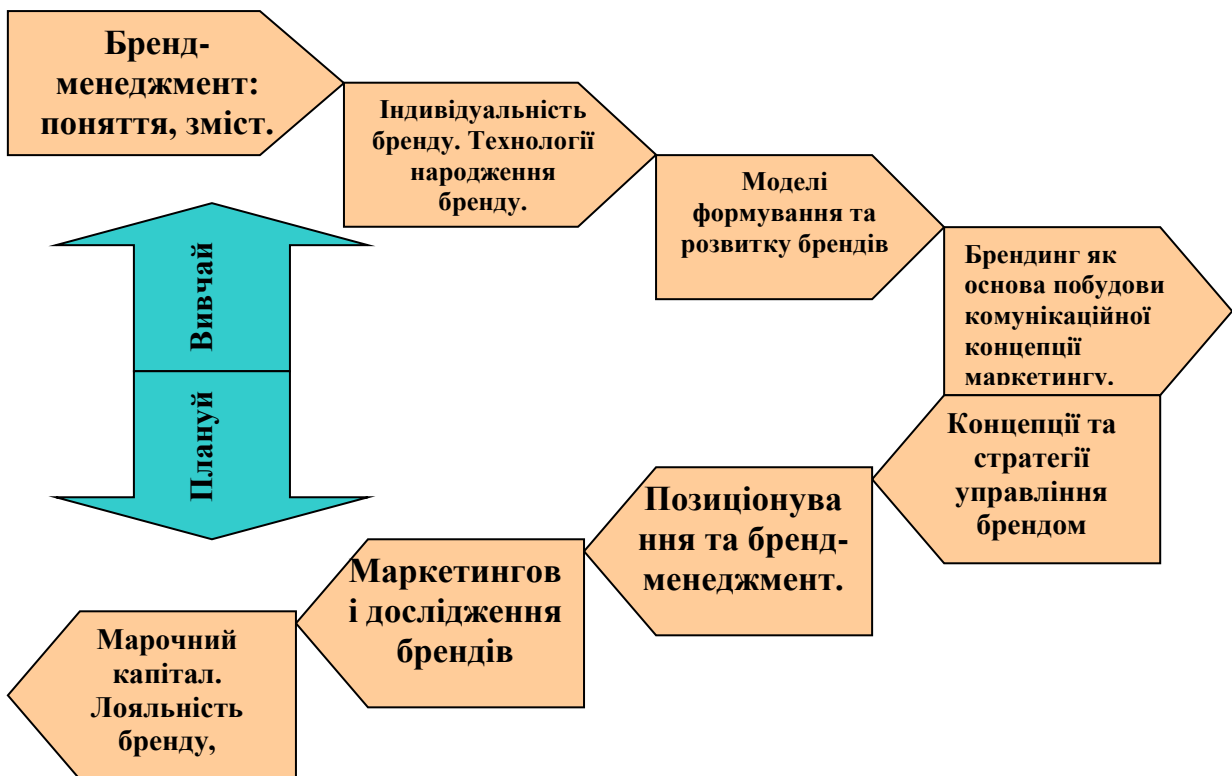 Бренд-
менеджмент:
поняття, зміст.
Індивідуальність
бренду. Технології
народження
бренду.
Моделі
формування та
розвитку брендів
Брендинг як
основа побудови
комунікаційної
концепції
маркетингу.
Вивчай
Плануй
Концепції та
стратегії
управління
брендом
Позиціонува
ння та бренд-
менеджмент.
Маркетингов
і дослідження
брендів
Марочний
капітал.
Лояльність
бренду,